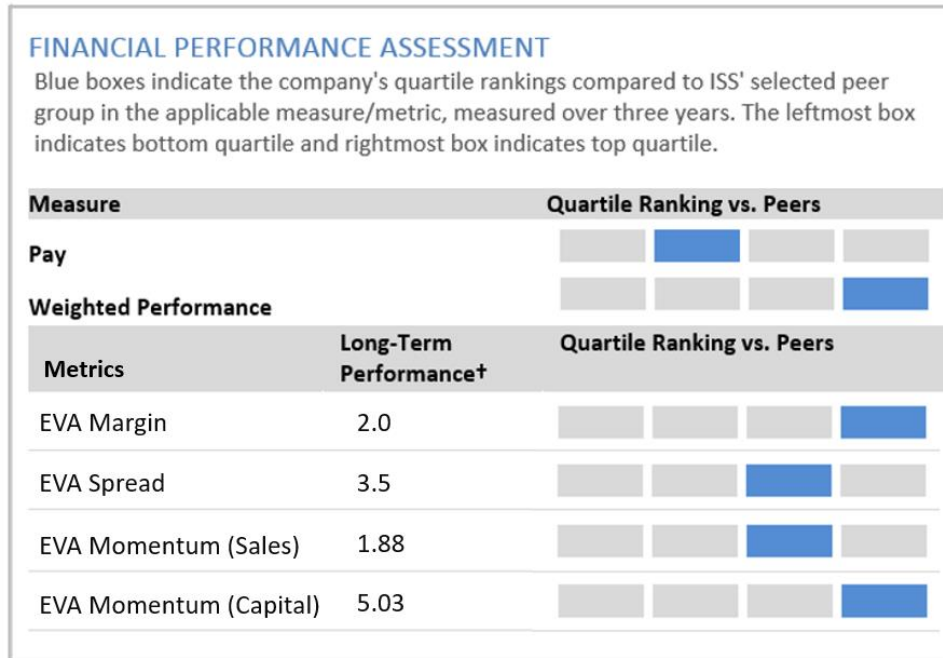 FINANCIAL PERFORMANCE ASSESSMENT
Blue boxes indicate the company's quartile rankings compared to ISS' selected peer
group in the applicable measure/metric, measured over three years. The leftmost box
indicates bottom quartile and rightmost box indicates top quartile.
Measure Quartile Ranking vs. Peers
Pay
Weighted Performance
Metrics Long-Term Performance† Quartile Ranking vs. Peers
EVA Margin 2.0
EVA Spread 3.5
EVA Momentum (Sales) 1.88
EVA Momentum (Capital) 5.03